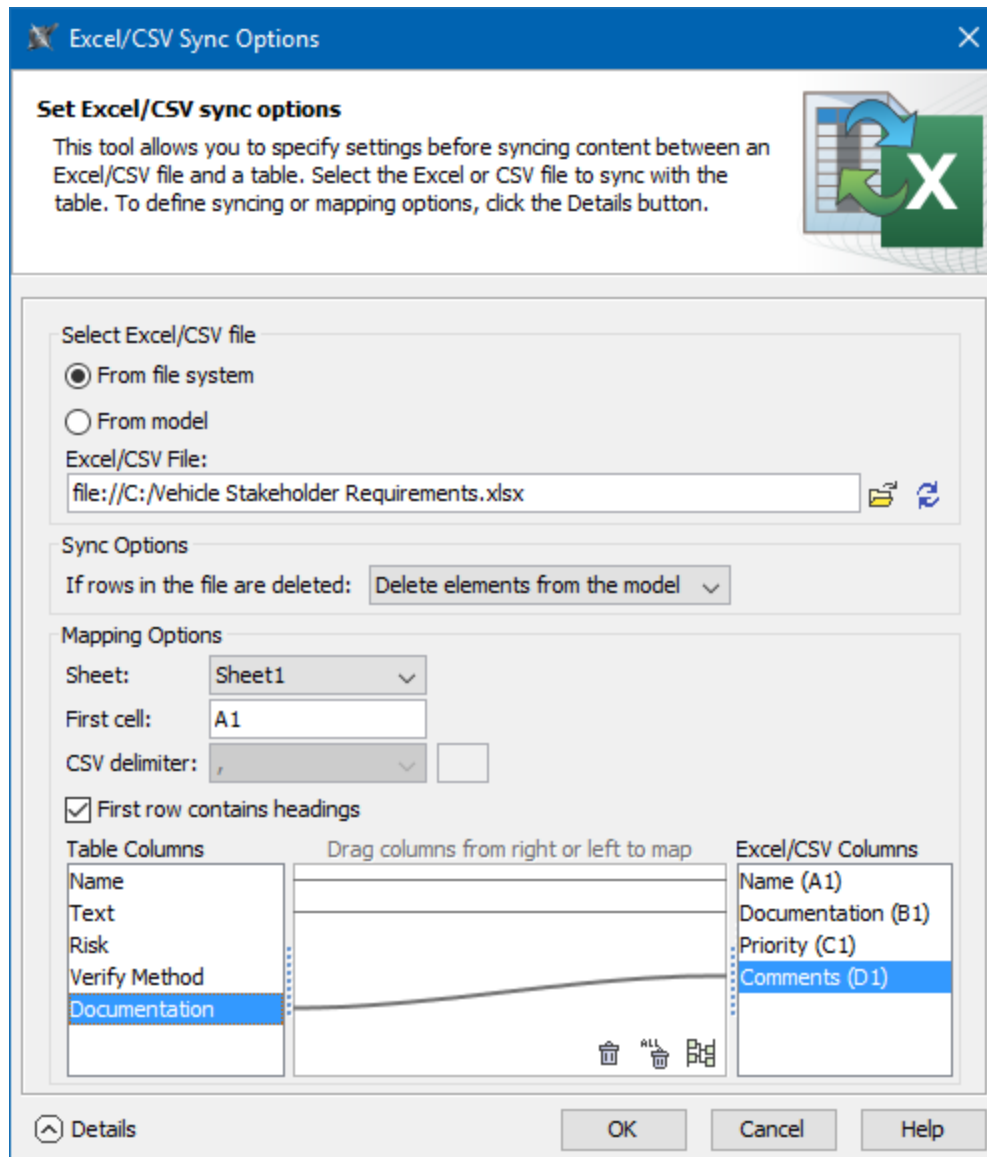 Excel/CSV Sync Options
Set Excel/CSV sync options
This tool allows you to specify settings before syncing content between an
Excel/CSV file and a table. Select the Excel or CSV file to sync with the
table. To define syncing or mapping options, click the Details button.
X
Select Excel/CSV file
From file system
From model
Excel/CSV File:
file://C:/Vehicle Stakeholder Requirements.xlsx
Sync Options
If rows in the file are deleted: Delete elements from the model
Mapping Options
Sheet: Sheet1
First cell: A1
CSV delimiter: ,
First row contains headings
Table Columns Drag columns from right or left to map Excel/CSV Columns
Name Name (A1)
Text Documentation (B1)
Risk Priority (C1)
Verify Method Comments (D1)
Documentation
ALL
Details OK Cancel Help